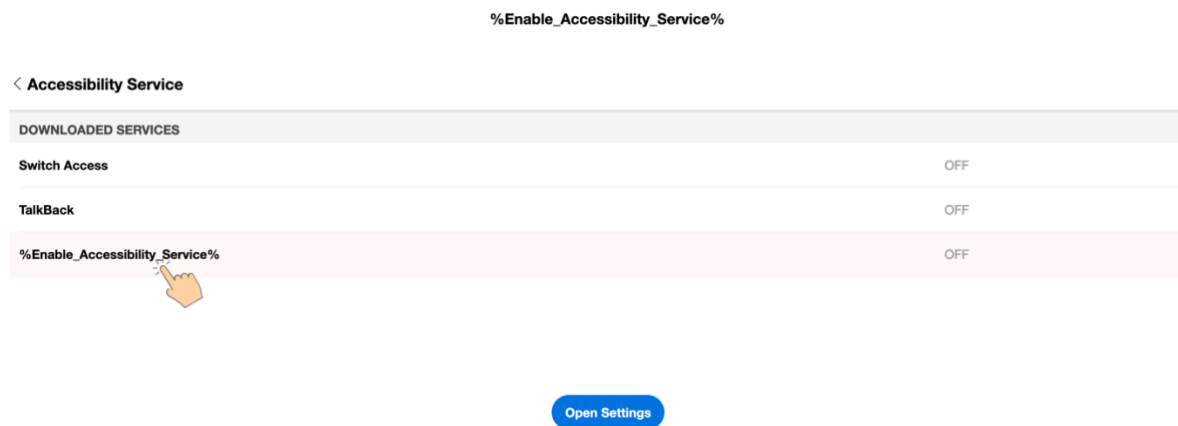 %Enable_Accessibility_Service%
< Accessibility Service
DOWNLOADED SERVICES
Switch Access OFF
TalkBack OFF
%Enable_Accessibility_Service% OFF
Open Settings